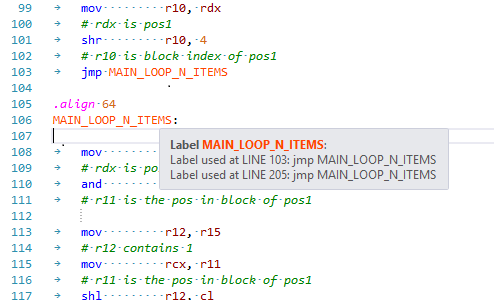 99 mov r10, rdx
100 # rdx is pos1
101 shr r10, 4
102 # r10 is block index of pos1
103 jmp MAIN_LOOP_N_ITEMS
104
105 .align 64
106 MAIN_LOOP_N_ITEMS:
107
108 mov
109 # rdx is po
110 and
111 # r11 is the pos in block of pos1
112
113 mov r12, r15
114 # r12 contains 1
115 mov rcx, r11
116 # r11 is the pos in block of pos1
117 shl r12, cl
Label MAIN_LOOP_N_ITEMS:
Label used at LINE 103: jmp MAIN_LOOP_N_ITEMS
Label used at LINE 205: jmp MAIN_LOOP_N_ITEMS